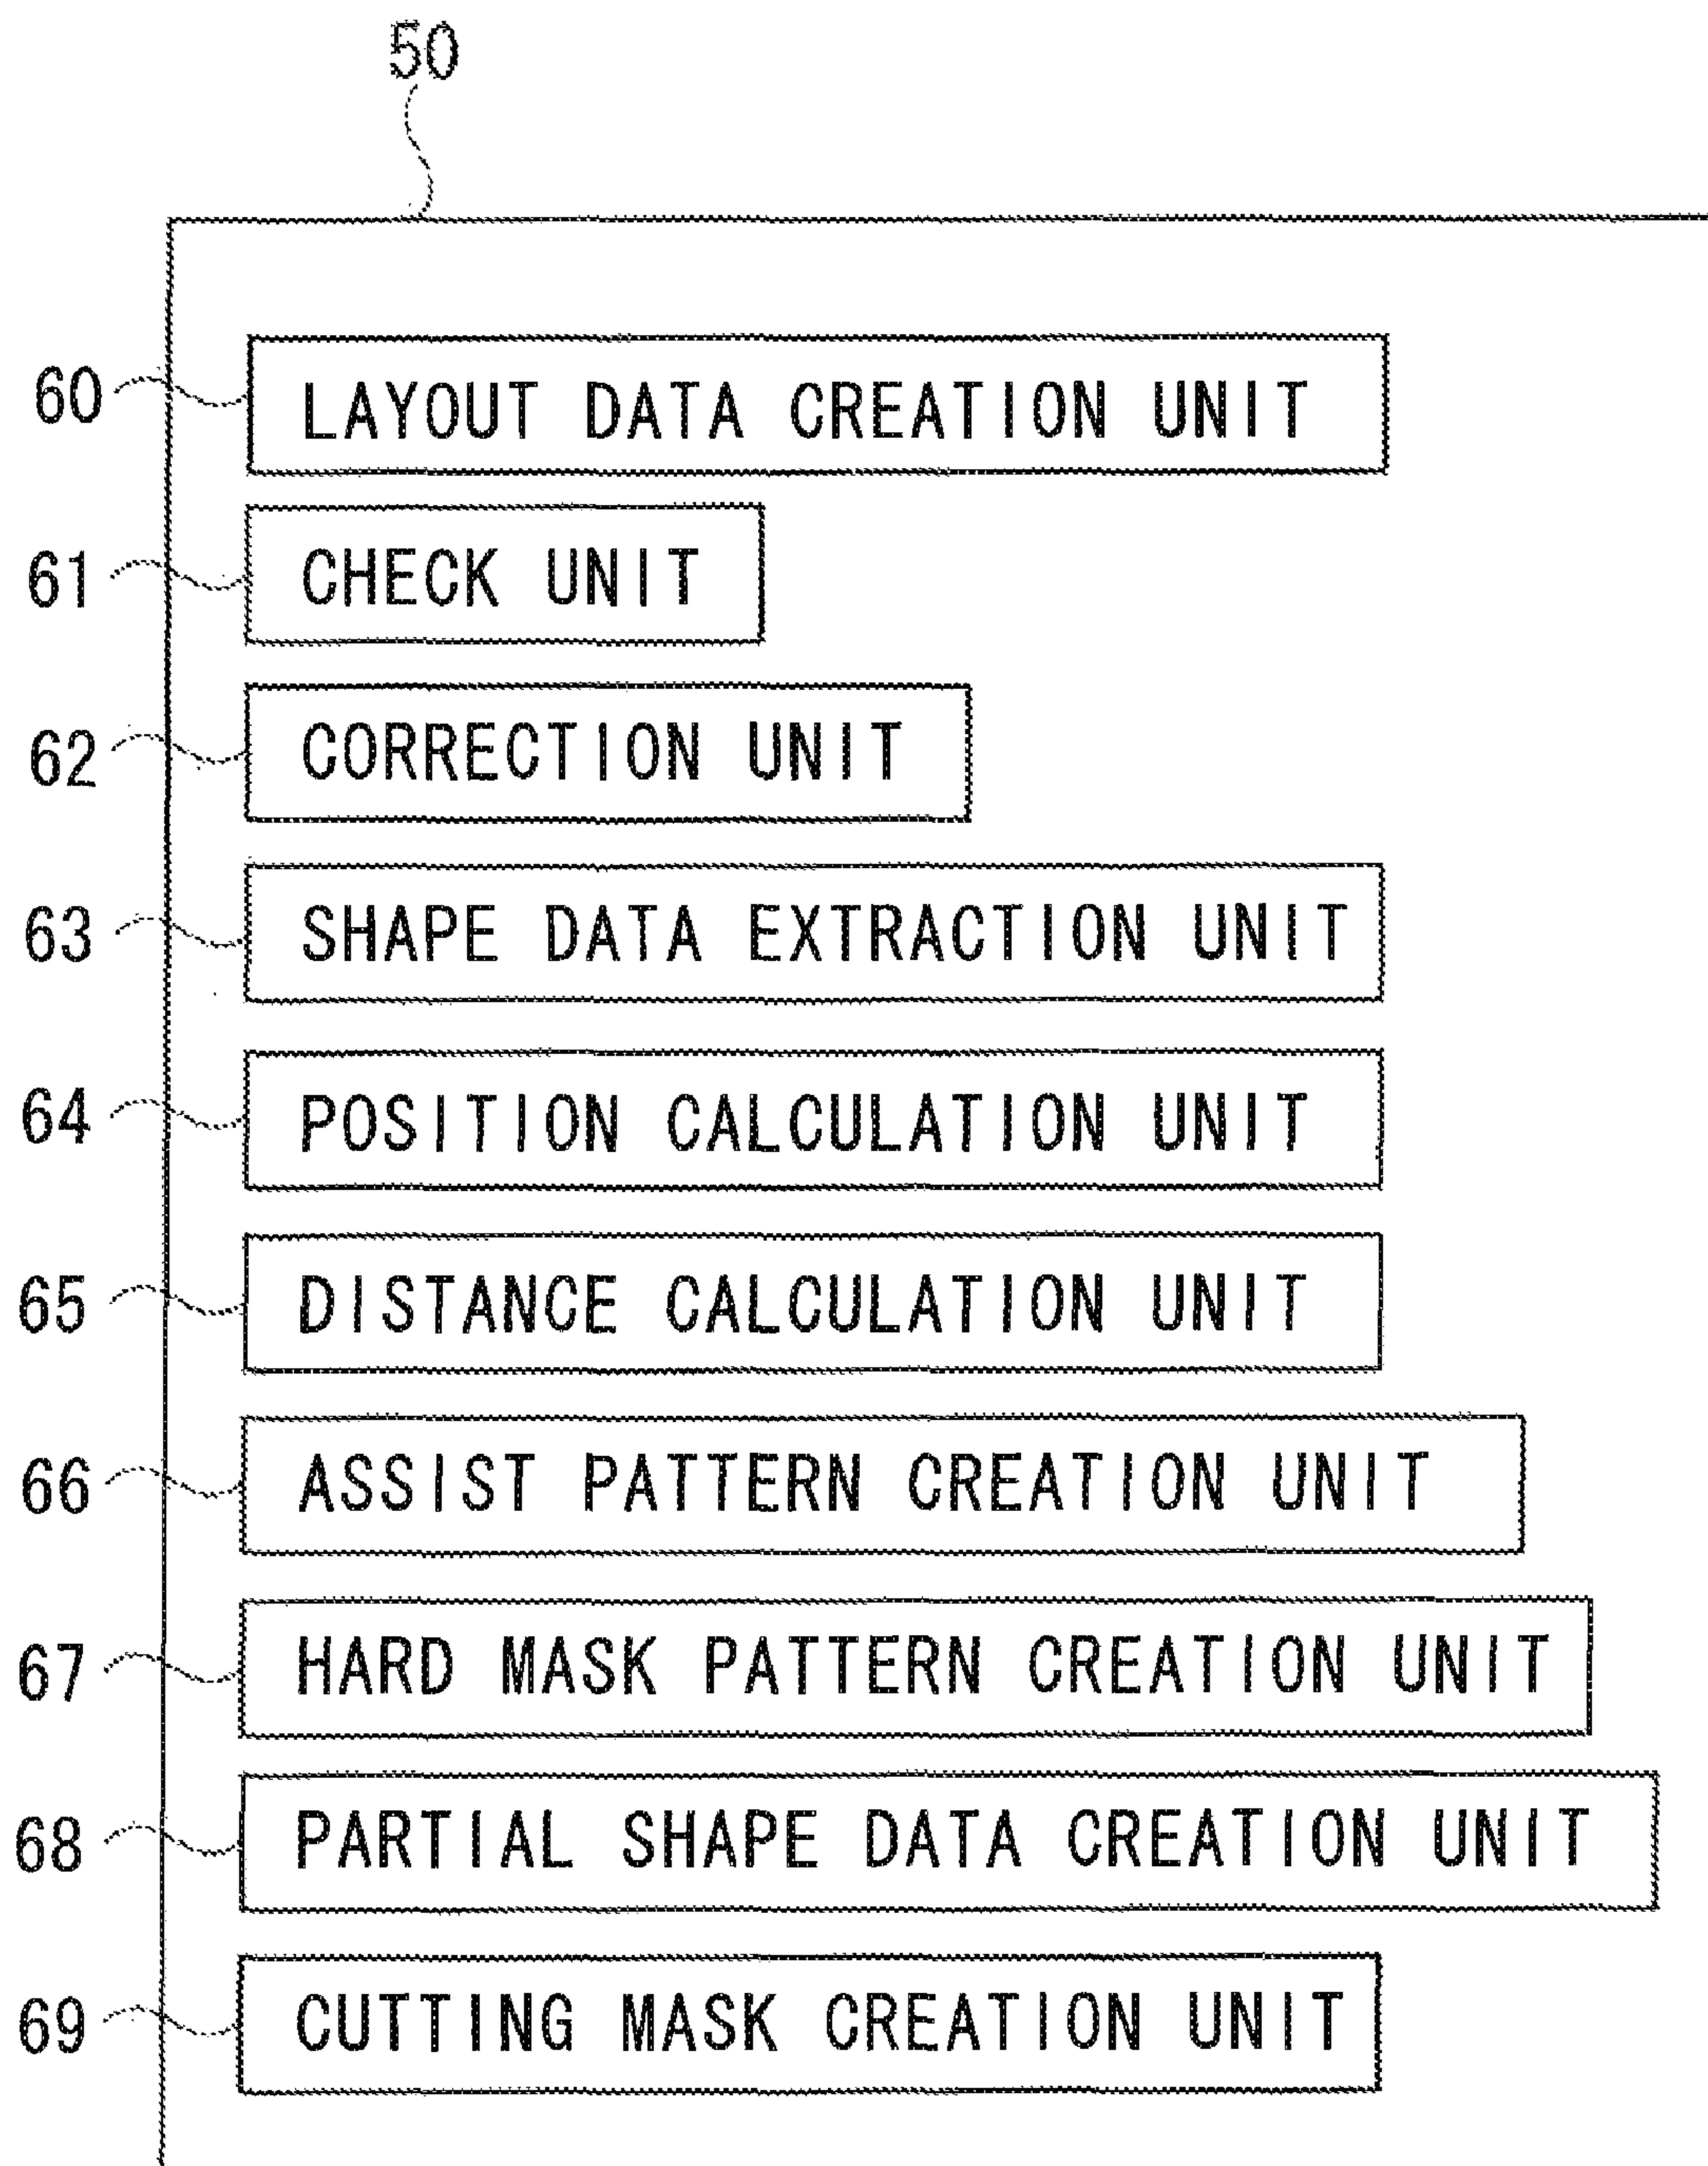 50
60 LAYOUT DATA CREATION UNIT
61 CHECK UNIT
62 CORRECTION UNIT
63 SHAPE DATA EXTRACTION UNIT
64 POSITION CALCULATION UNIT
65 DISTANCE CALCULATION UNIT
66 ASSIST PATTERN CREATION UNIT
67 HARD MASK PATTERN CREATION UNIT
68 PARTIAL SHAPE DATA CREATION UNIT
69 CUTTING MASK CREATION UNIT